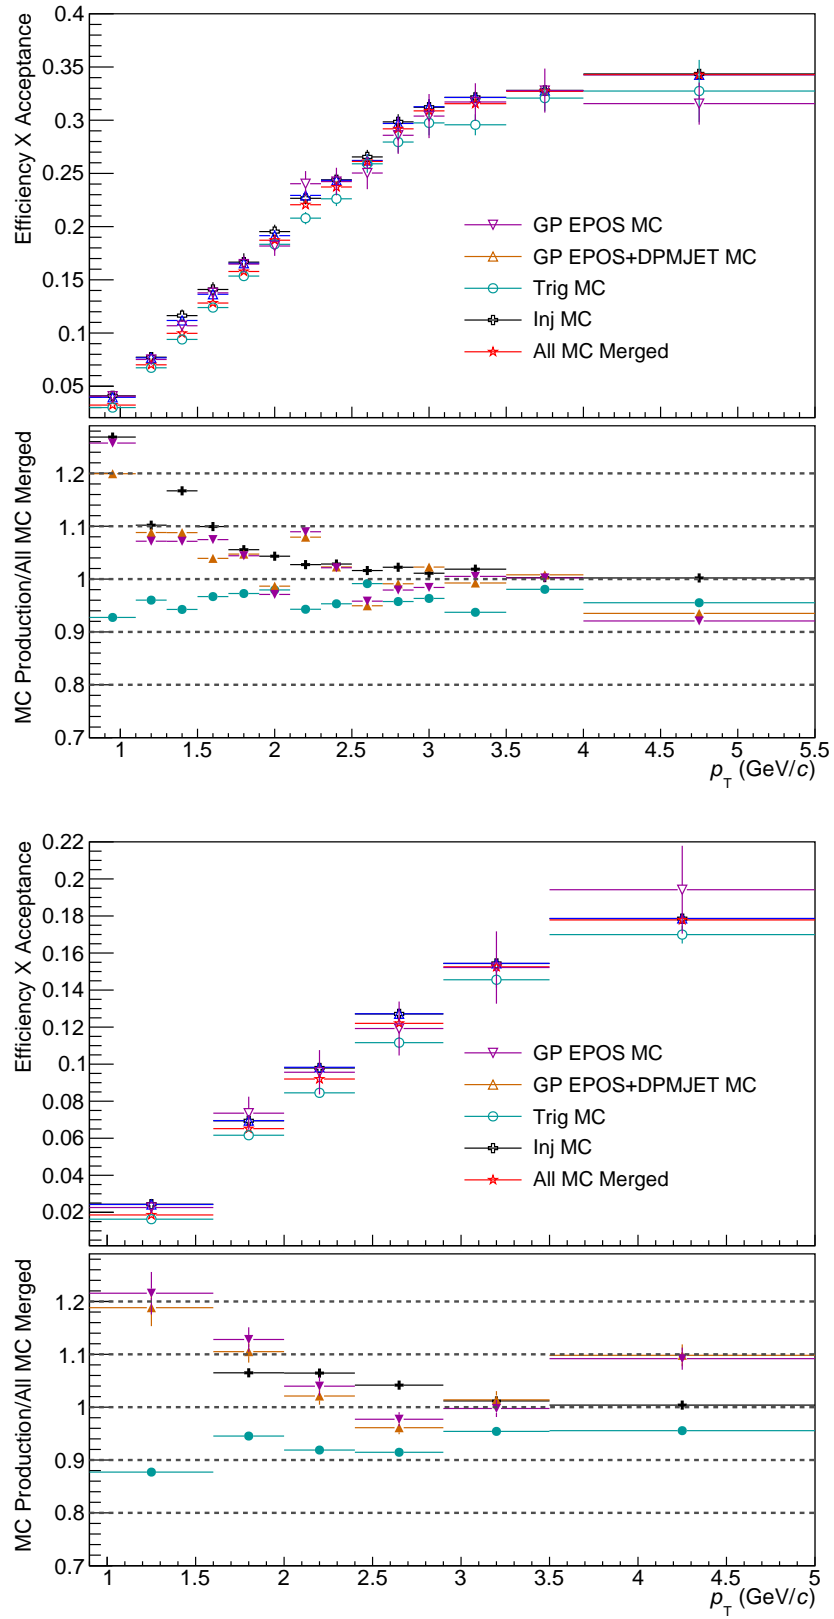 Efficiency X Acceptance
0.4
0.35
0.3
0.25
0.2
0.15
0.1
0.05
GP EPOS MC
GP EPOS+DPMJET MC
Trig MC
Inj MC
All MC Merged
MC Production/All MC Merged
1.2
1.1
1
0.9
0.8
0.7
1 1.5 2 2.5 3 3.5 4 4.5 5 5.5
p_T (GeV/c)
Efficiency X Acceptance
0.22
0.2
0.18
0.16
0.14
0.12
0.1
0.08
0.06
0.04
0.02
GP EPOS MC
GP EPOS+DPMJET MC
Trig MC
Inj MC
All MC Merged
MC Production/All MC Merged
1.2
1.1
1
0.9
0.8
0.7
1 1.5 2 2.5 3 3.5 4 4.5 5
p_T (GeV/c)